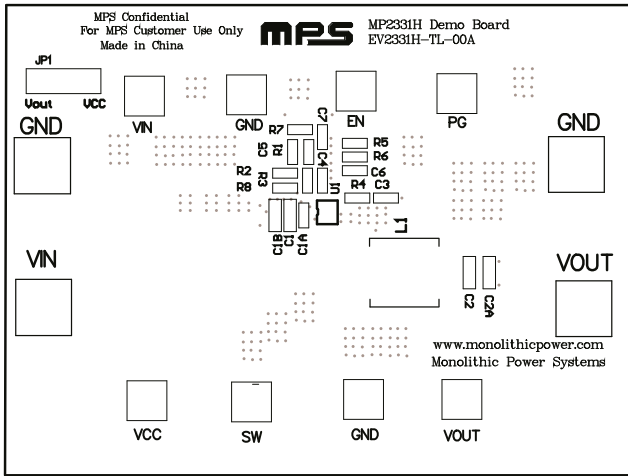 MPS Confidential
For MPS Customer Use Only
Made in China
MPS
MP2331H Demo Board
EV2331H-TL-00A
JP1
Vout
VCC
VIN
GND
EN
PG
GND
GND
C7
R7
C5
R1
C4
R5
R6
C6
R2
R3
R8
U1
R4
C3
C1B
C1
C1A
L1
VIN
VOUT
C2
C2A
www.monolithicpower.com
Monolithic Power Systems
VCC
SW
GND
VOUT